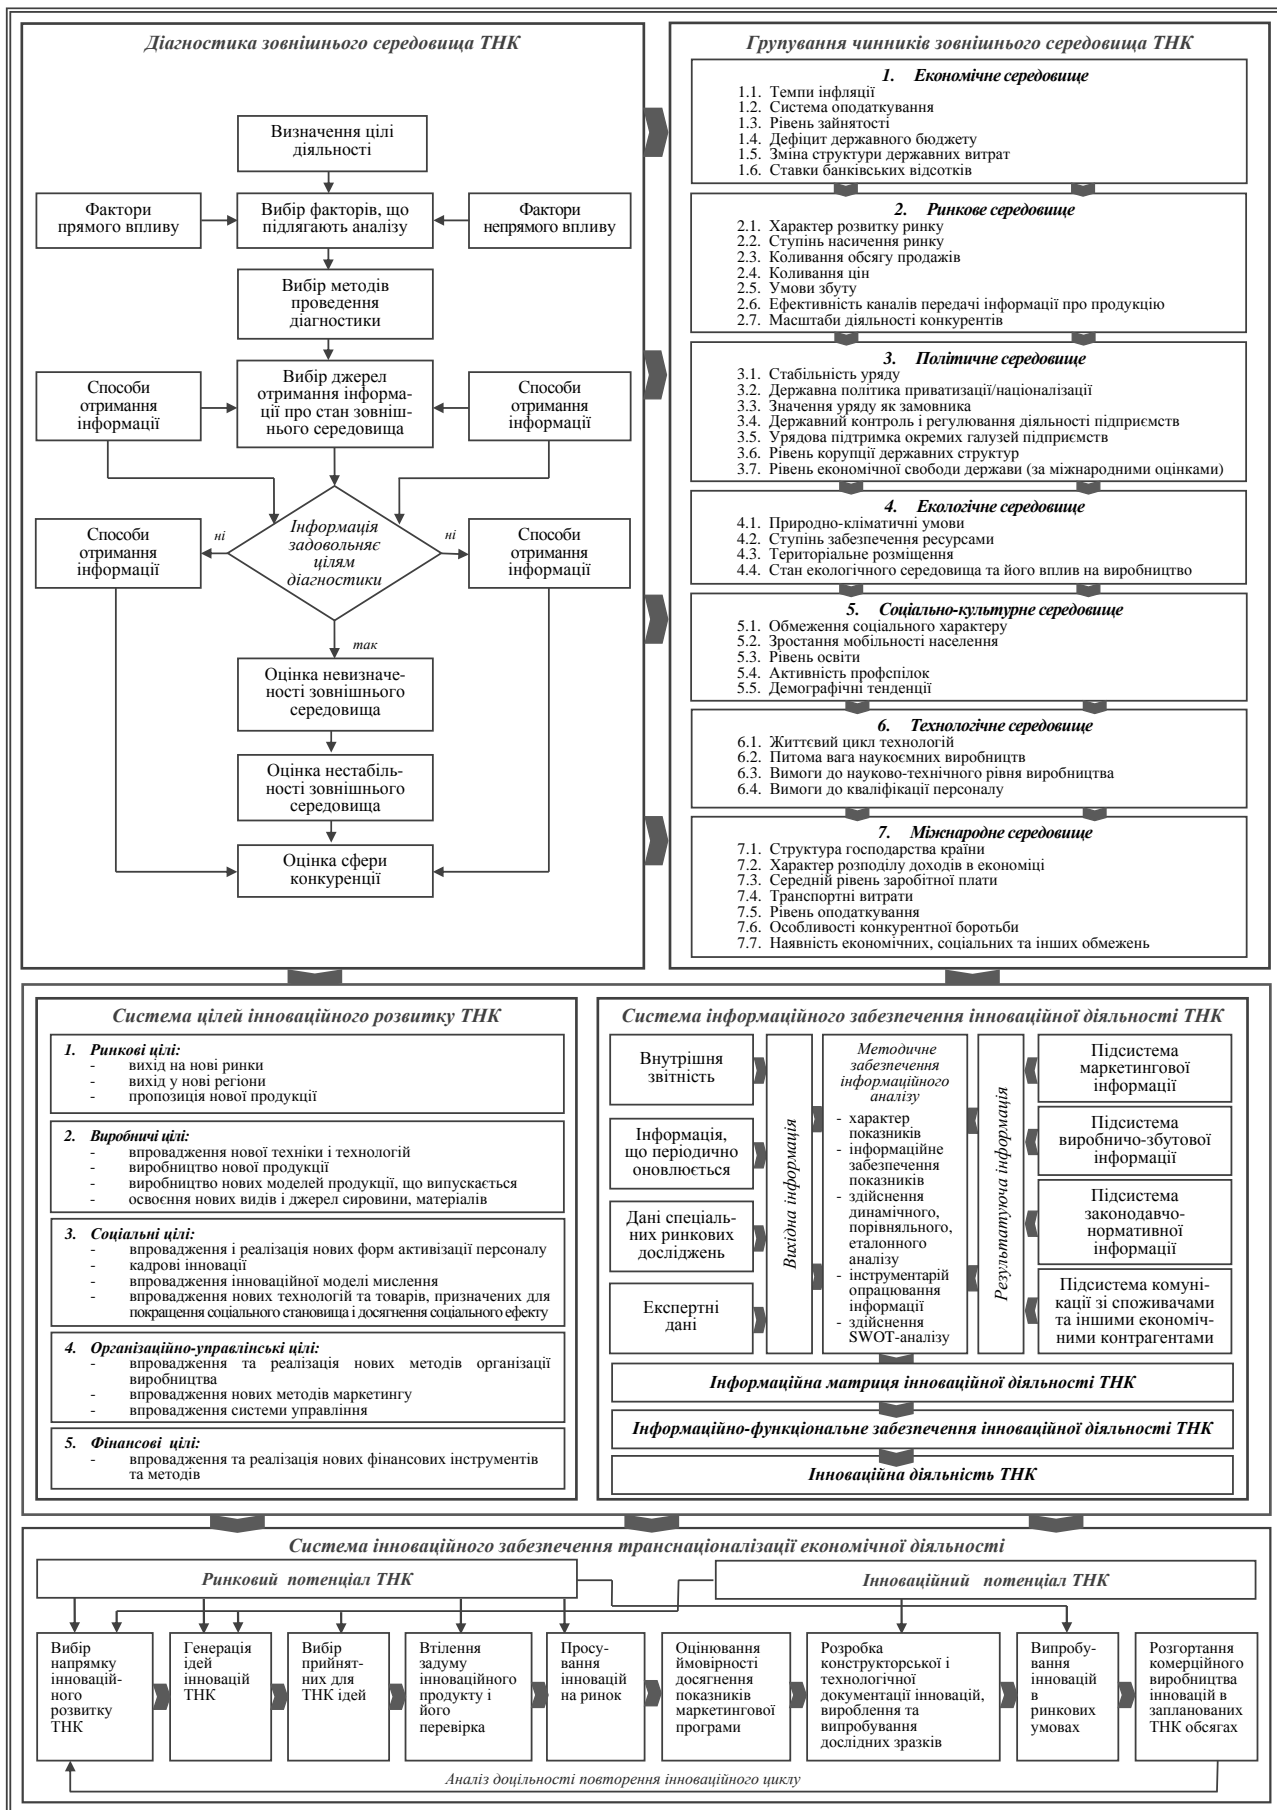 Діагностика зовнішнього середовища ТНК
Визначення цілі
діяльності
Фактори
прямого впливу
Вибір факторів, що
підлягають аналізу
Фактори
непрямого впливу
Вибір методів
проведення
діагностики
Способи
отримання
інформації
Вибір джерел
отримання інформа-
ції про стан зовніш-
нього середовища
Способи
отримання
інформації
Способи
отримання
інформації
ні
Інформація
задовольняє
цілям
діагностики
ні
Способи
отримання
інформації
так
Оцінка невизначе-
ності зовнішнього
середовища
Оцінка нестабіль-
ності зовнішнього
середовища
Оцінка сфери
конкуренції
Групування чинників зовнішнього середовища ТНК
1. Економічне середовище
1.1. Темпи інфляції
1.2. Система оподаткування
1.3. Рівень зайнятості
1.4. Дефіцит державного бюджету
1.5. Зміна структури державних витрат
1.6. Ставки банківських відсотків
2. Ринкове середовище
2.1. Характер розвитку ринку
2.2. Ступінь насичення ринку
2.3. Коливання обсягу продажів
2.4. Коливання цін
2.5. Умови збуту
2.6. Ефективність каналів передачі інформації про продукцію
2.7. Масштаби діяльності конкурентів
3. Політичне середовище
3.1. Стабільність уряду
3.2. Державна політика приватизації/націоналізації
3.3. Значення уряду як замовника
3.4. Державний контроль і регулювання діяльності підприємств
3.5. Урядова підтримка окремих галузей підприємств
3.6. Рівень корупції державних структур
3.7. Рівень економічної свободи держави (за міжнародними оцінками)
4. Екологічне середовище
4.1. Природно-кліматичні умови
4.2. Ступінь забезпечення ресурсами
4.3. Територіальне розміщення
4.4. Стан екологічного середовища та його вплив на виробництво
5. Соціально-культурне середовище
5.1. Обмеження соціального характеру
5.2. Зростання мобільності населення
5.3. Рівень освіти
5.4. Активність профспілок
5.5. Демографічні тенденції
6. Технологічне середовище
6.1. Життєвий цикл технологій
6.2. Питома вага наукоємних виробництв
6.3. Вимоги до науково-технічного рівня виробництва
6.4. Вимоги до кваліфікації персоналу
7. Міжнародне середовище
7.1. Структура господарства країни
7.2. Характер розподілу доходів в економіці
7.3. Середній рівень заробітної плати
7.4. Транспортні витрати
7.5. Рівень оподаткування
7.6. Особливості конкурентної боротьби
7.7. Наявність економічних, соціальних та інших обмежень
Система цілей інноваційного розвитку ТНК
1. Ринкові цілі:
- вихід на нові ринки
- вихід у нові регіони
- пропозиція нової продукції
2. Виробничі цілі:
- впровадження нової техніки і технологій
- виробництво нової продукції
- виробництво нових моделей продукції, що випускається
- освоєння нових видів і джерел сировини, матеріалів
3. Соціальні цілі:
- впровадження і реалізація нових форм активізації персоналу
- кадрові інновації
- впровадження інноваційної моделі мислення
- впровадження нових технологій та товарів, призначених для
покращення соціального становища і досягнення соціального ефекту
4. Організаційно-управлінські цілі:
- впровадження та реалізація нових методів організації
виробництва
- впровадження нових методів маркетингу
- впровадження системи управління
5. Фінансові цілі:
- впровадження та реалізація нових фінансових інструментів
та методів
Система інформаційного забезпечення інноваційної діяльності ТНК
Внутрішня
звітність
Інформація,
що періодично
оновлюється
Дані спеціаль-
них ринкових
досліджень
Експертні
дані
Вихідна інформація
Методичне
забезпечення
інформаційного
аналізу
- характер
показників
- інформаційне
забезпечення
показників
- здійснення
динамічного,
порівняльного,
еталонного
аналізу
- інструментарій
опрацювання
інформації
- здійснення
SWOT-аналізу
Результатуюча інформація
Підсистема
маркетингової
інформації
Підсистема
виробничо-збутової
інформації
Підсистема
законодавчо-
нормативної
інформації
Підсистема комуні-
кації зі споживачами
та іншими економіч-
ними контрагентами
Інформаційна матриця інноваційної діяльності ТНК
Інформаційно-функціональне забезпечення інноваційної діяльності ТНК
Інноваційна діяльність ТНК
Система інноваційного забезпечення транснаціоналізації економічної діяльності
Ринковий потенціал ТНК
Інноваційний потенціал ТНК
Вибір
напрямку
інновацій-
ного
розвитку
ТНК
Генерація
ідей
інновацій
ТНК
Вибір
прийнят-
них для
ТНК ідей
Втілення
задуму
інноваційного
продукту і
його
перевірка
Просу-
вання
інновацій
на ринок
Оцінювання
ймовірності
досягнення
показників
маркетингової
програми
Розробка
конструкторської і
технологічної
документації інновацій,
вироблення та
випробування
дослідних зразків
Випробу-
вання
інновацій
в
ринкових
умовах
Розгортання
комерційного
виробництва
інновацій в
запланованих
ТНК обсягах
Аналіз доцільності повторення інноваційного циклу